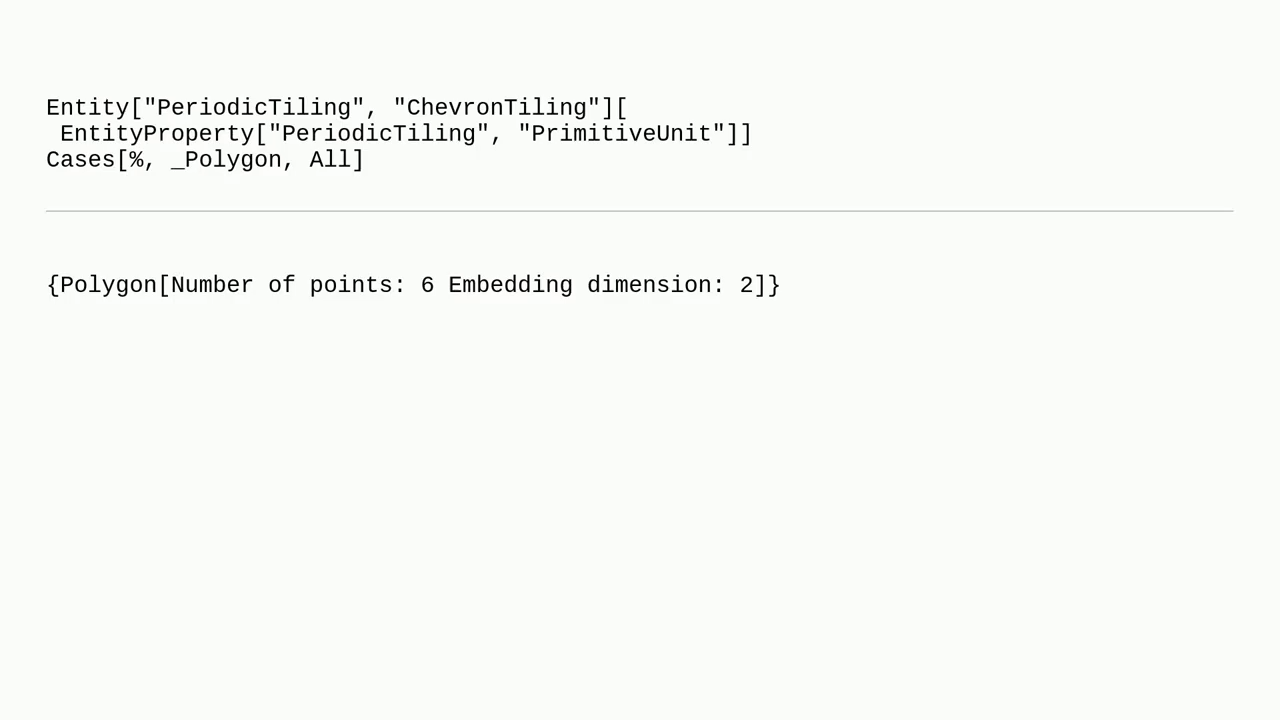 Entity["PeriodicTiling", "ChevronTiling"][
 EntityProperty["PeriodicTiling", "PrimitiveUnit"]]
Cases[%, _Polygon, All]
{Polygon[Number of points: 6 Embedding dimension: 2]}